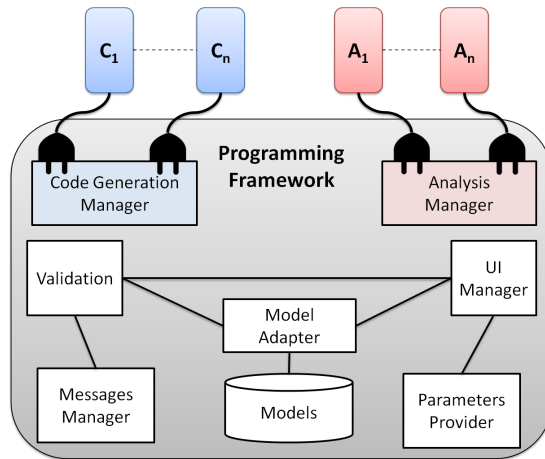 C1
Cn
A1
An
Programming
Framework
Code Generation
Manager
Analysis
Manager
Validation
UI
Manager
Model
Adapter
Messages
Manager
Models
Parameters
Provider